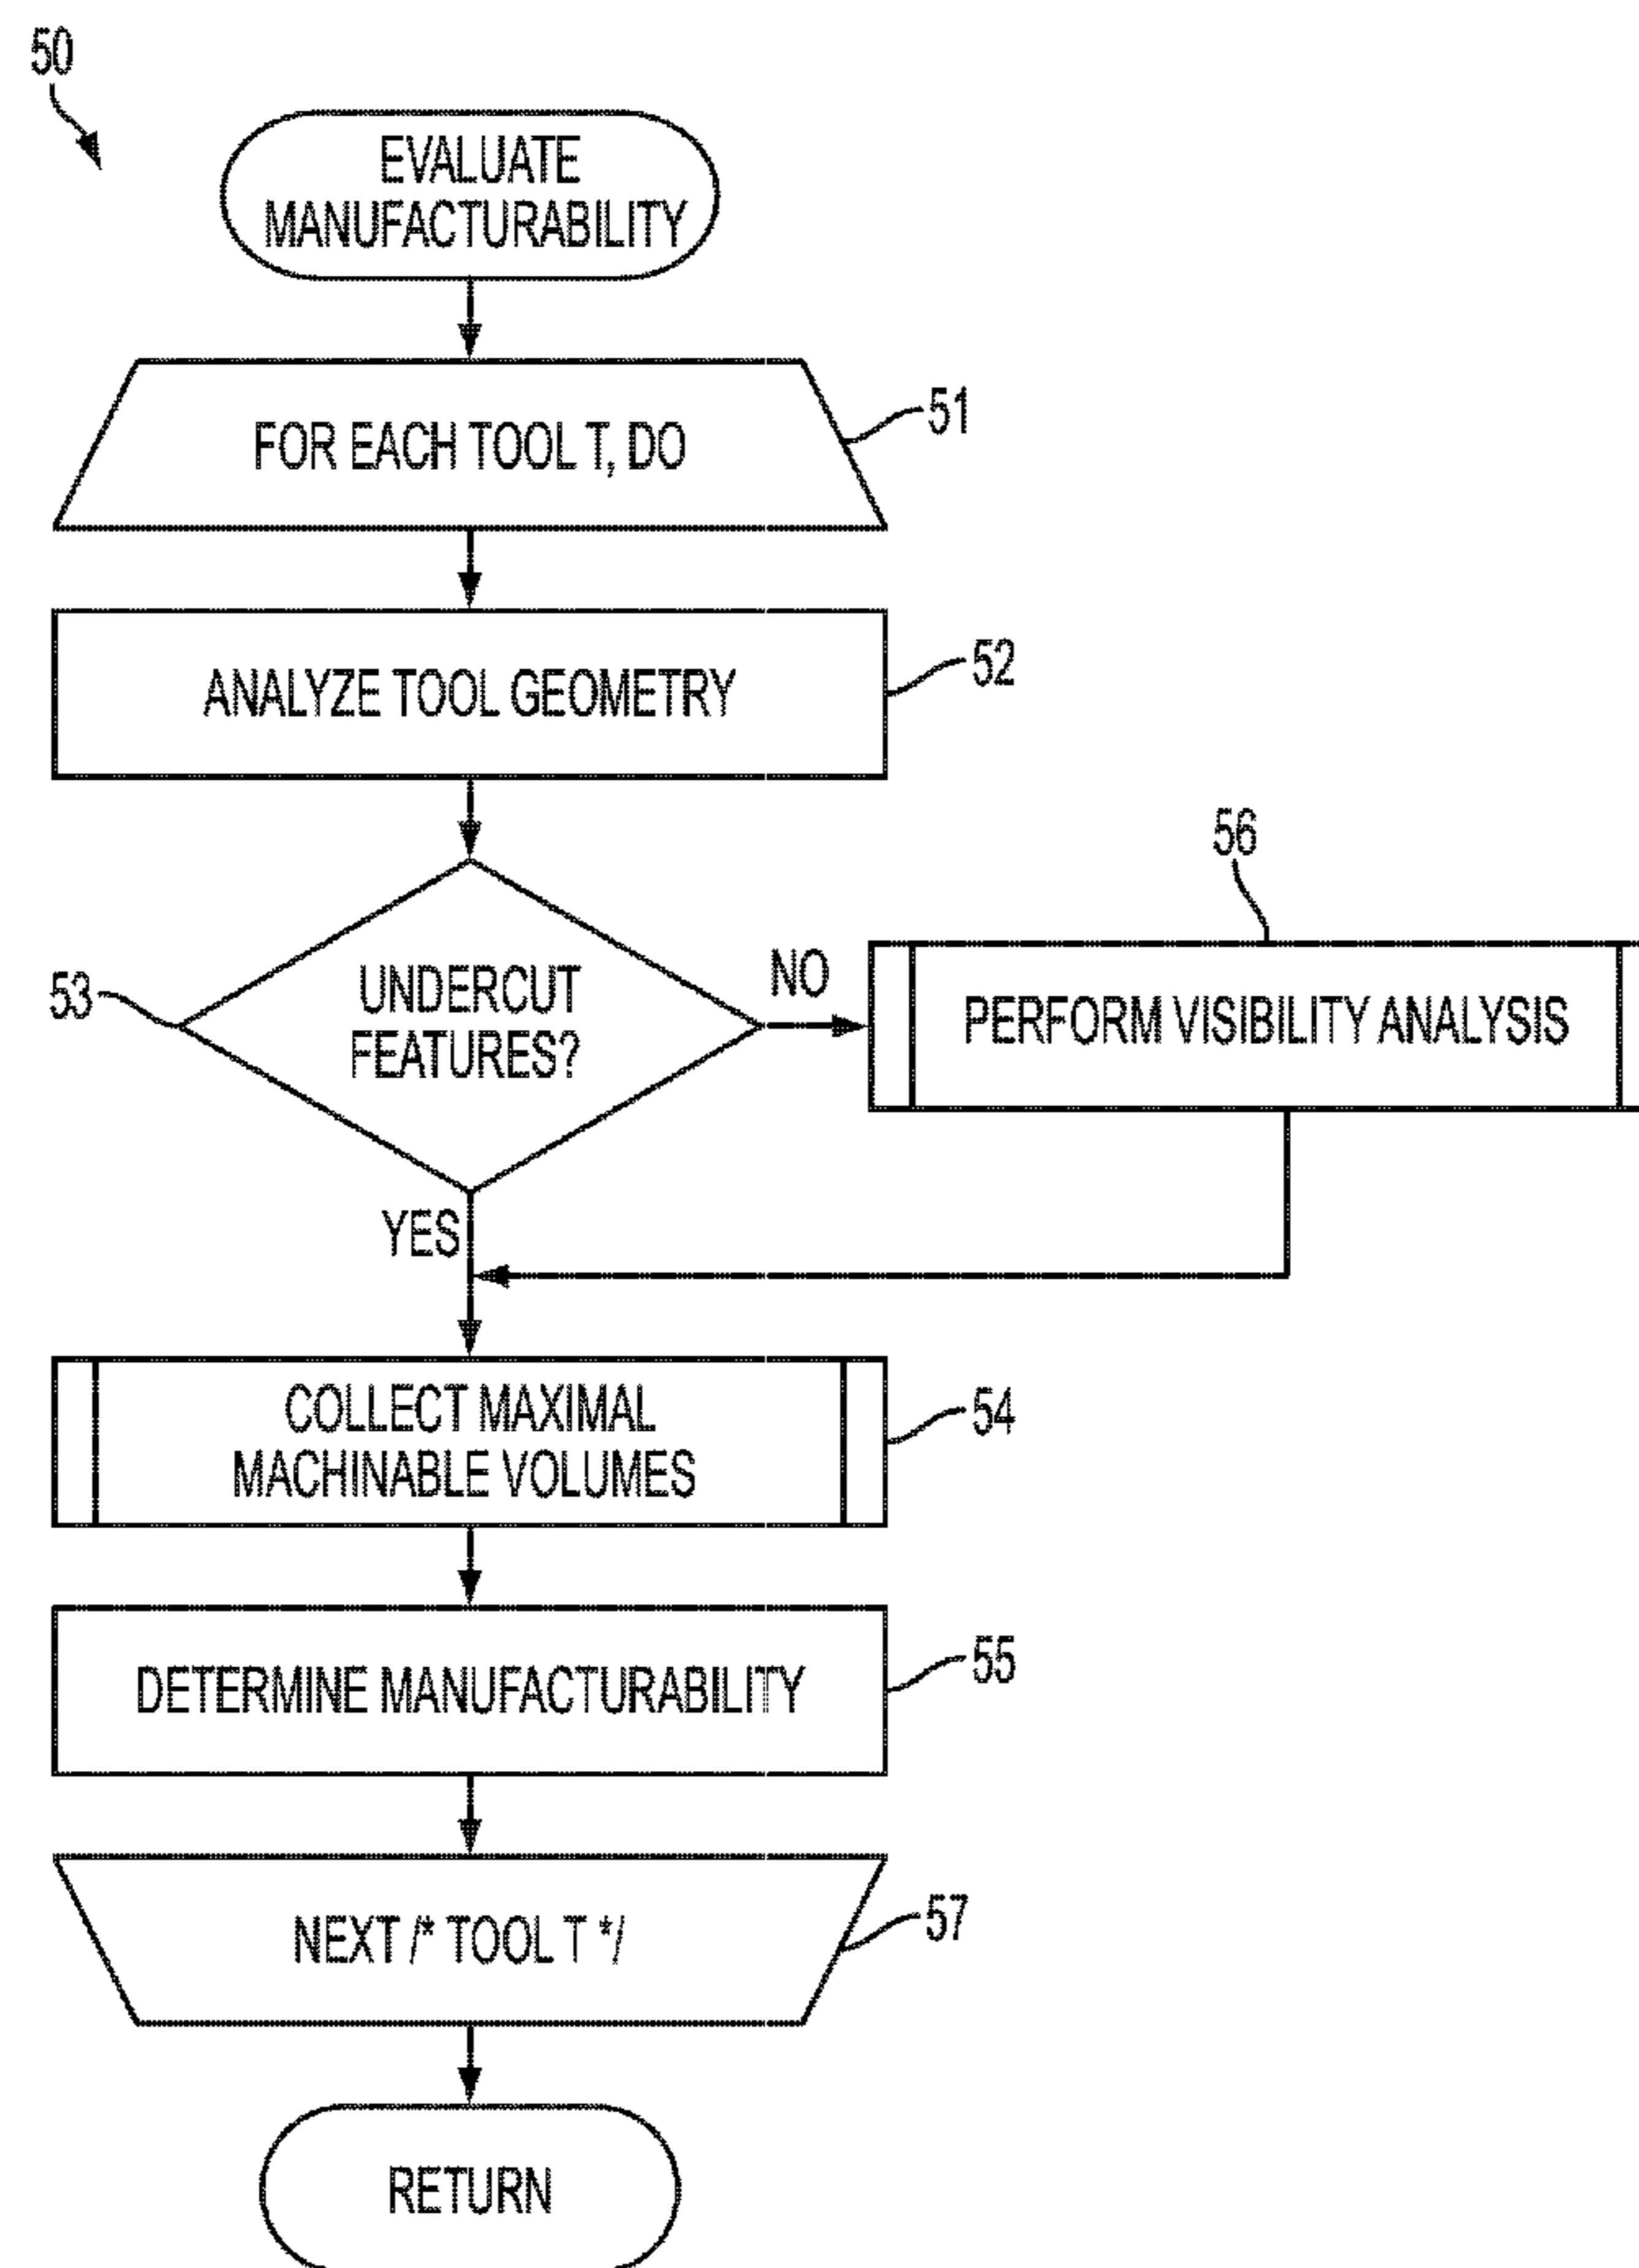 50
EVALUATE
MANUFACTURABILITY
FOR EACH TOOL T, DO
51
ANALYZE TOOL GEOMETRY
52
53
UNDERCUT
FEATURES?
NO
56
PERFORM VISIBILITY ANALYSIS
YES
COLLECT MAXIMAL
MACHINABLE VOLUMES
54
DETERMINE MANUFACTURABILITY
55
NEXT /* TOOL T */
57
RETURN